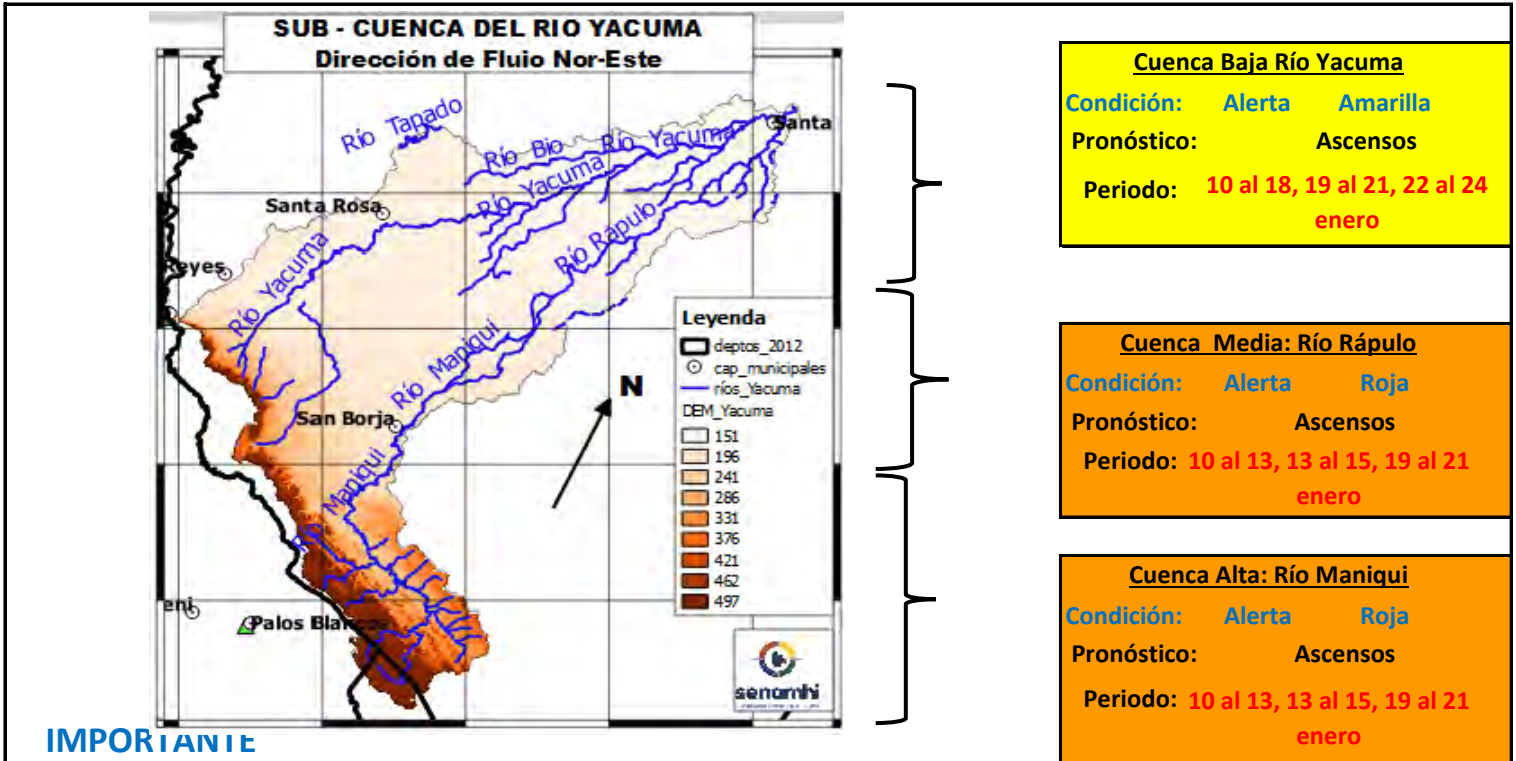 SUB - CUENCA DEL RIO YACUMA
Dirección de Fluio Nor-Este
Río Tapado
Río Bio
Río Yacuma
Santa
Río Yacuma
Santa Rosa
Río Rápulo
Reyes
Río Yacuma
Río Maniqui
San Borja
Río Maniqui
eni
Palos Blancos
N
Leyenda
deptos_2012
cap_municipales
ríos_Yacuma
DEM_Yacuma
151
196
241
286
331
376
421
462
497
senamhi
Cuenca Baja Río Yacuma
Condición: Alerta Amarilla
Pronóstico: Ascensos
Periodo: 10 al 18, 19 al 21, 22 al 24
enero
Cuenca Media: Río Rápulo
Condición: Alerta Roja
Pronóstico: Ascensos
Periodo: 10 al 13, 13 al 15, 19 al 21
enero
Cuenca Alta: Río Maniqui
Condición: Alerta Roja
Pronóstico: Ascensos
Periodo: 10 al 13, 13 al 15, 19 al 21
enero
IMPORTANTE